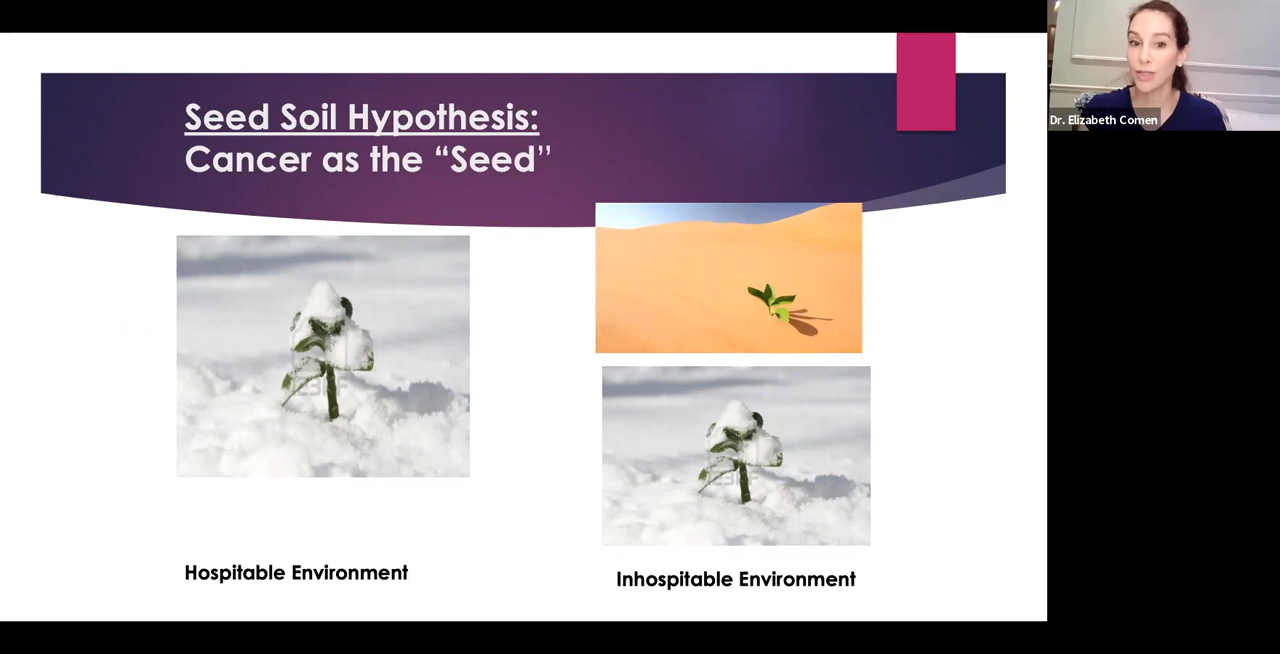 Seed Soil Hypothesis:
Cancer as the “Seed”
Dr. Elizabeth Comen
Hospitable Environment
Inhospitable Environment